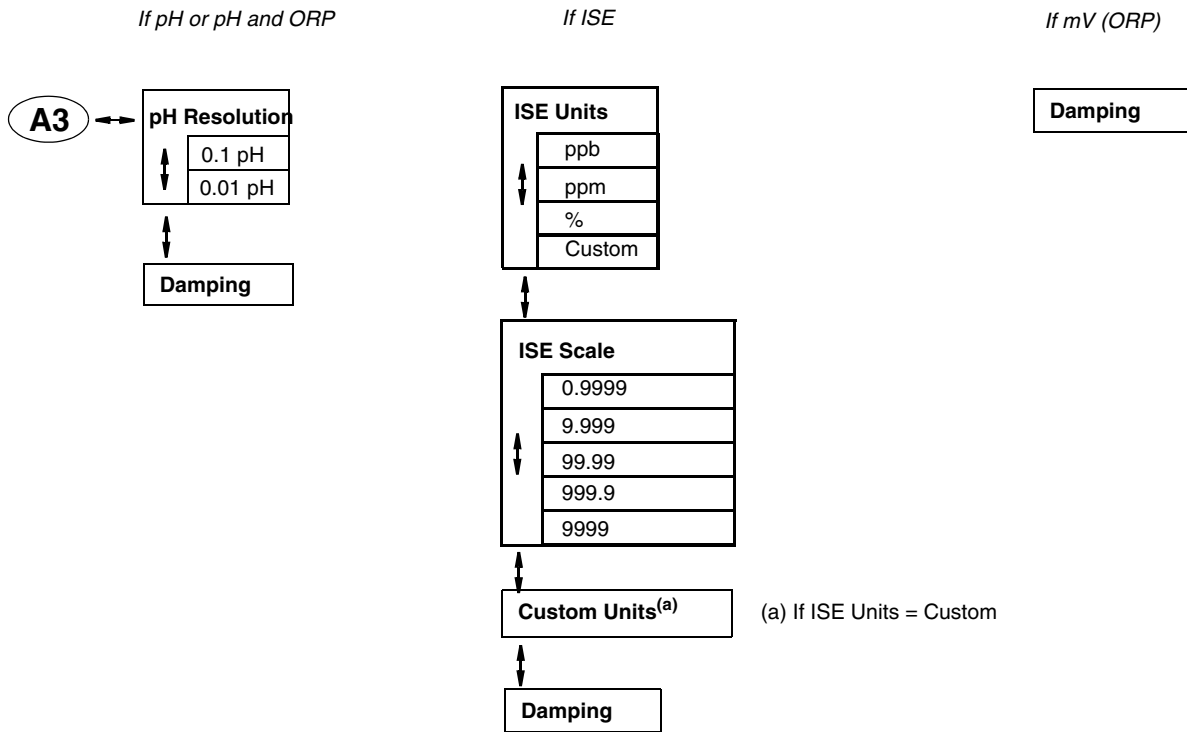 If pH or pH and ORP
If ISE
If mV (ORP)
A3
pH Resolution
0.1 pH
0.01 pH
Damping
ISE Units
ppb
ppm
%
Custom
ISE Scale
0.9999
9.999
99.99
999.9
9999
Custom Units(a)
(a) If ISE Units = Custom
Damping
Damping